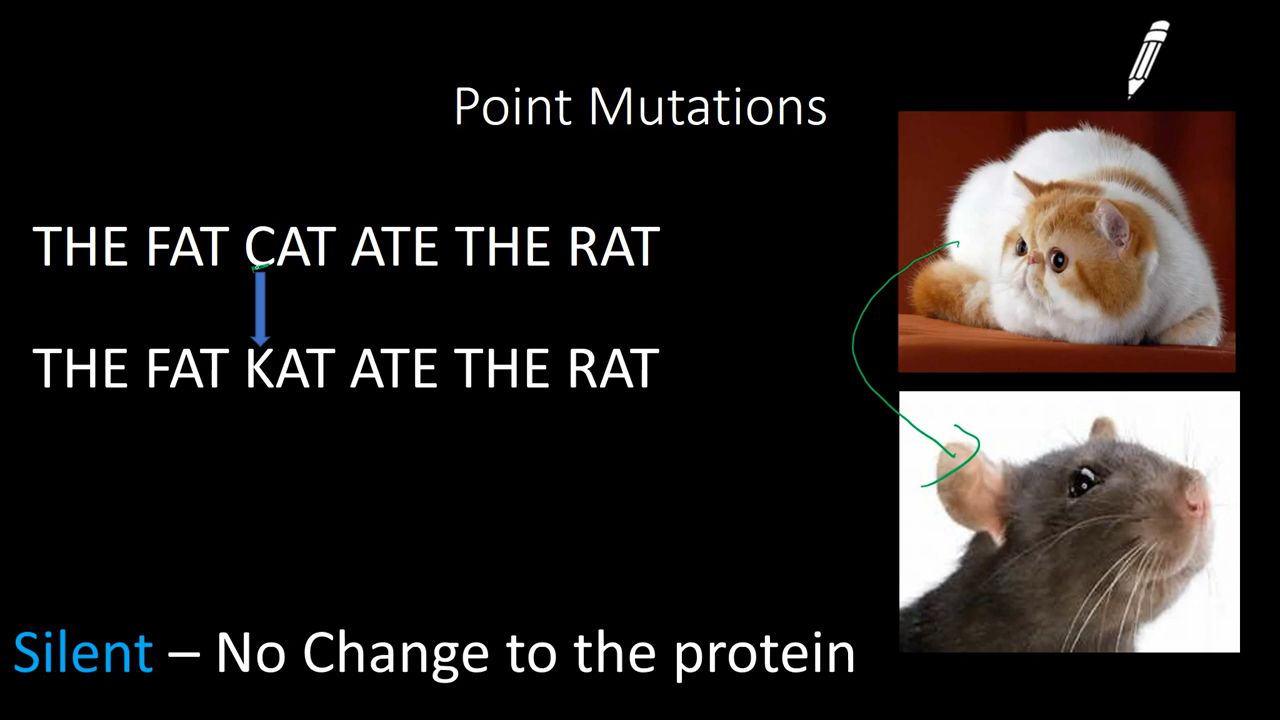 Point Mutations
THE FAT CAT ATE THE RAT
THE FAT KAT ATE THE RAT
Silent – No Change to the protein